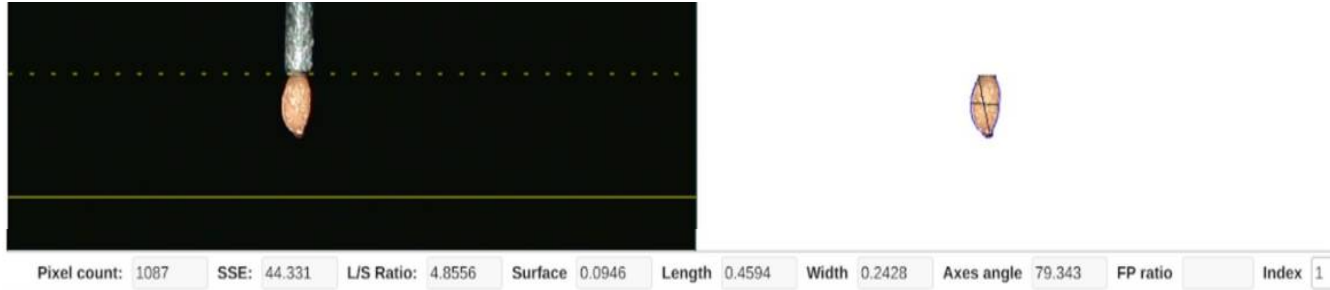 Pixel count: 1087 SSE: 44.331 L/S Ratio: 4.8556 Surface 0.0946 Length 0.4594 Width 0.2428 Axes angle 79.343 FP ratio Index 1